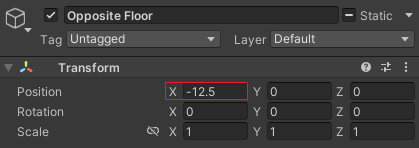 Opposite Floor Static
Tag Untagged Layer Default
Transform
Position X -12.5 Y 0 Z 0
Rotation X 0 Y 0 Z 0
Scale X 1 Y 1 Z 1